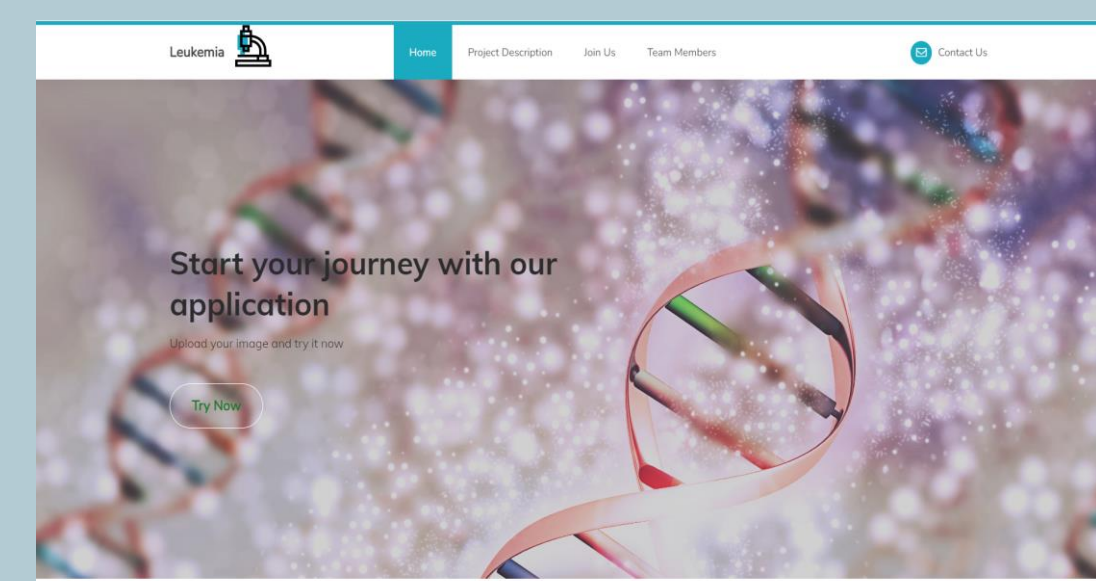 Leukemia
Home Project Description Join Us Team Members
Contact Us
Start your journey with our
application
Upload your image and try it now
Try Now